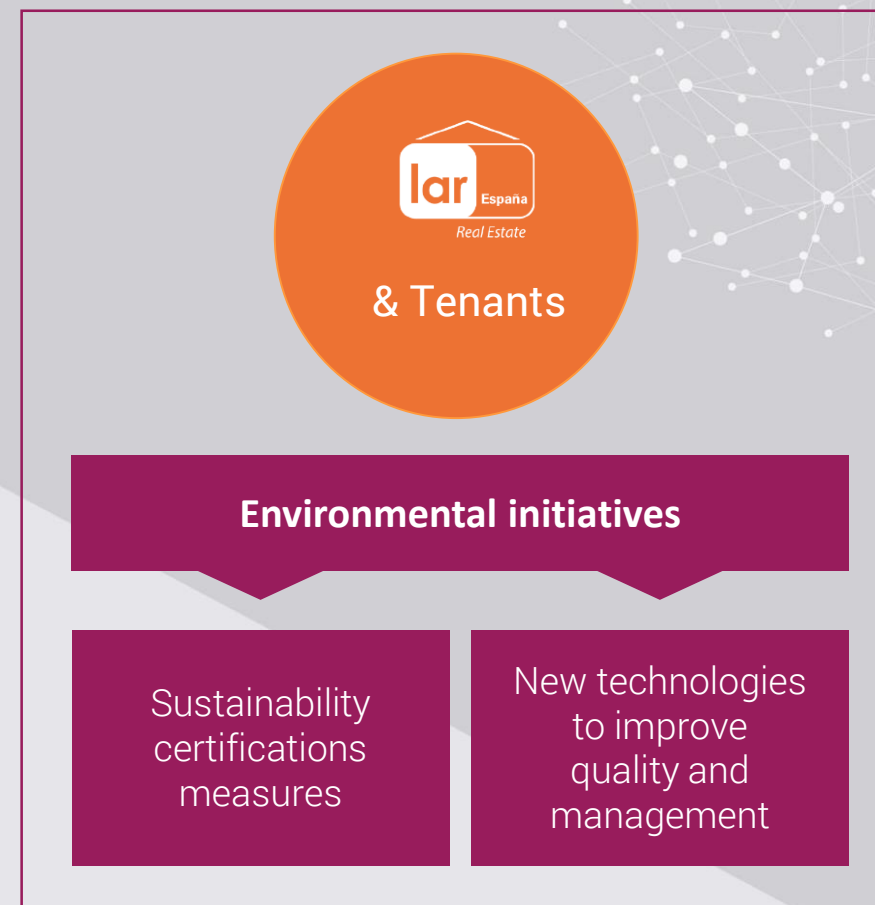 lar
España
Real Estate
& Tenants
Environmental initiatives
Sustainability
certifications
measures
New technologies
to improve
quality and
management